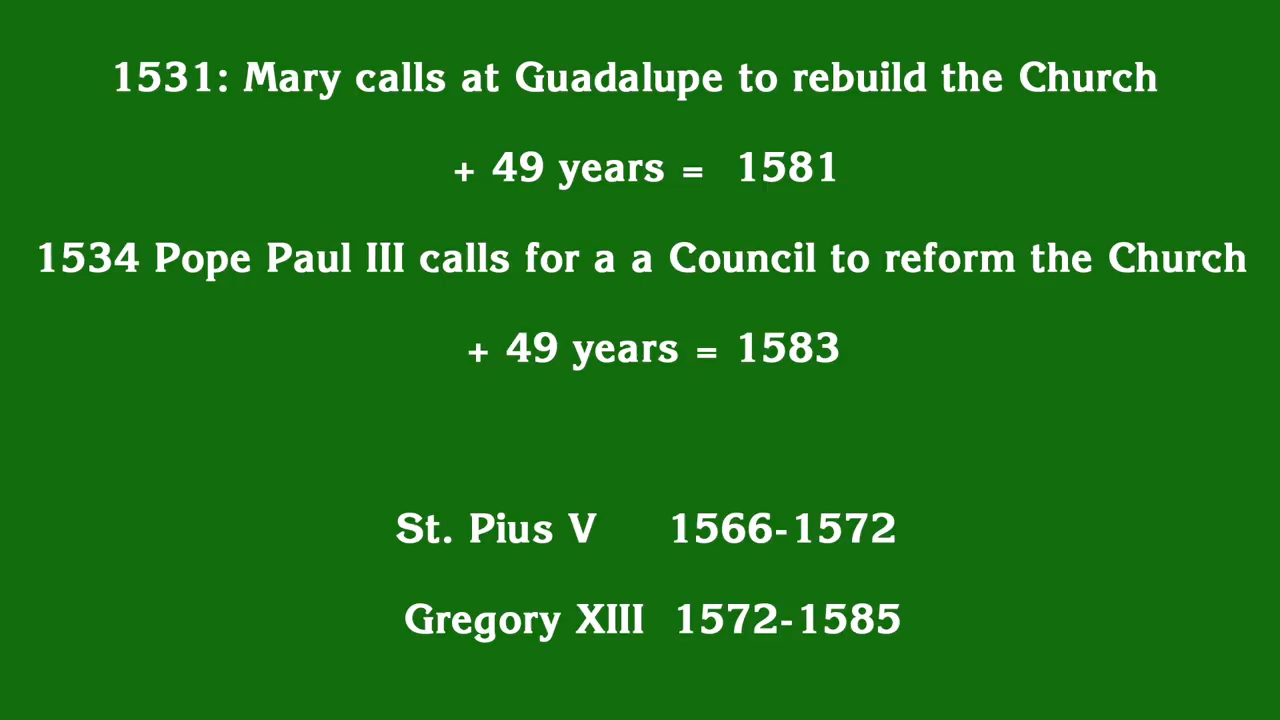 1531: Mary calls at Guadalupe to rebuild the Church
+ 49 years = 1581
1534 Pope Paul III calls for a a Council to reform the Church
+ 49 years = 1583
St. Pius V 1566-1572
Gregory XIII 1572-1585